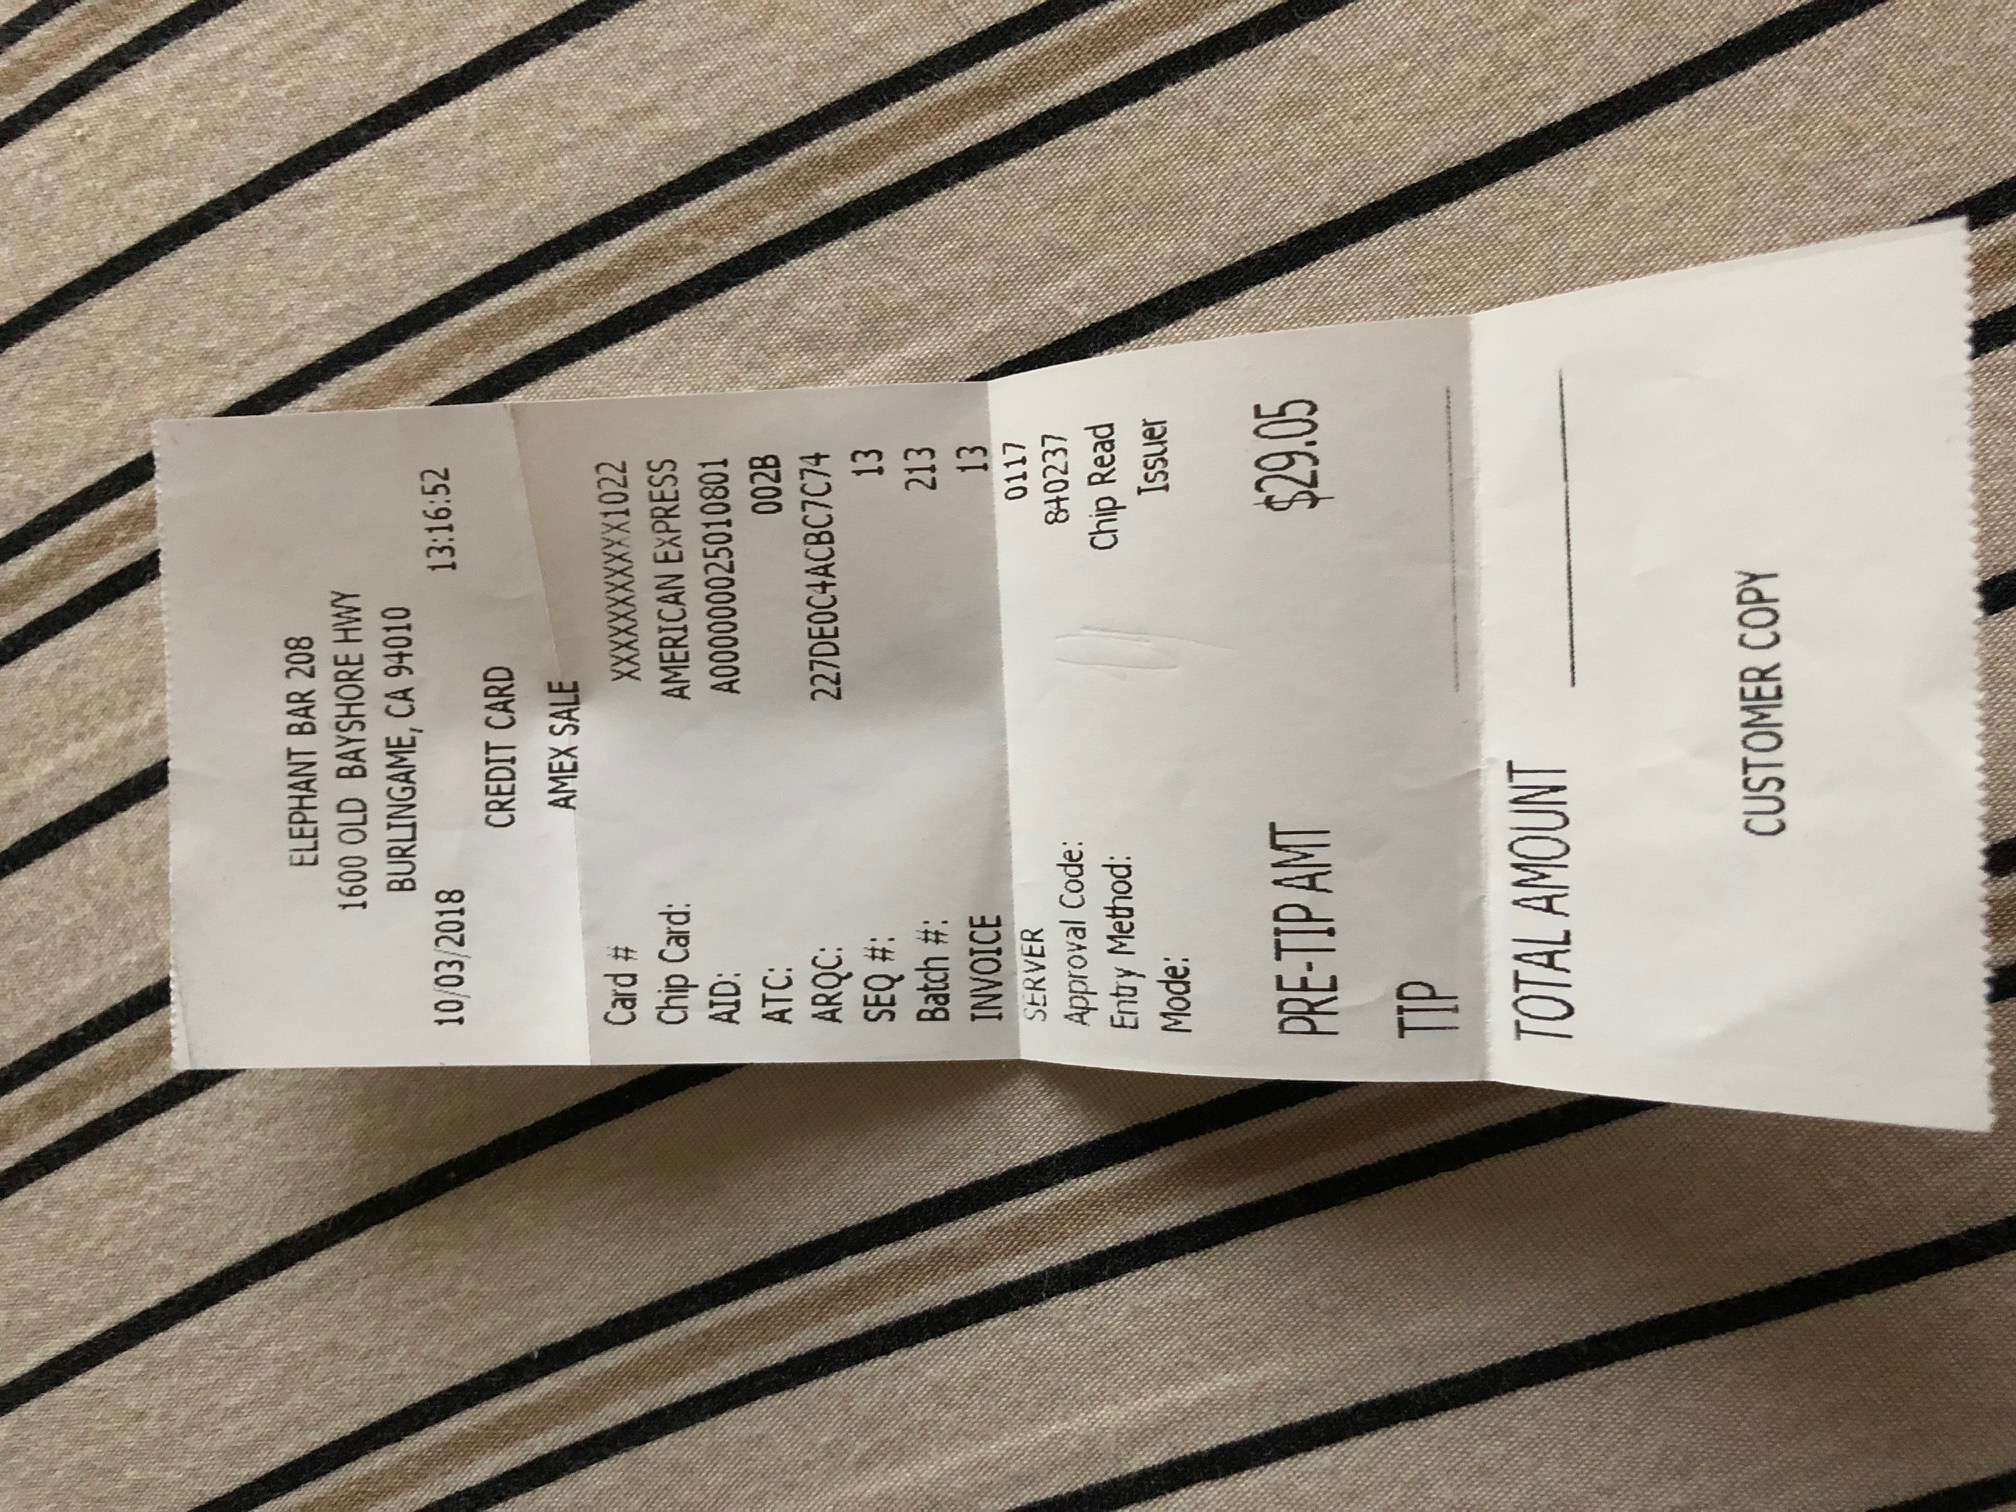 ELEPHANT BAR 208
1600 OLD BAYSHORE HWY
BURLINGAME, CA 94010
10/03/2018 13:16:52
CREDIT CARD
AMEX SALE
Card # XXXXXXXXXXX1022
Chip Card: AMERICAN EXPRESS
AID: A000000025010801
ATC: 002B
ARQC: 227DE0C4ACBC7C74
SEQ #: 13
Batch #: 213
INVOICE 13
SERVER 0117
Approval Code: 840237
Entry Method: Chip Read
Mode: Issuer
PRE-TIP AMT $29.05
TIP
TOTAL AMOUNT
CUSTOMER COPY